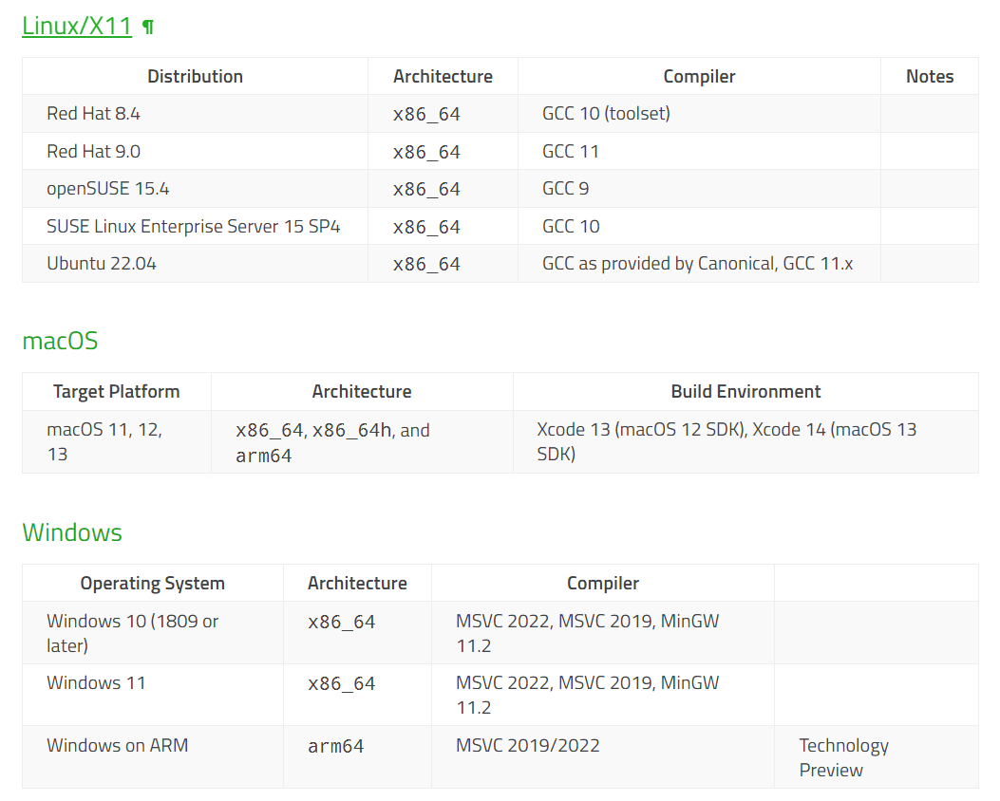 Linux/X11 ¶
Distribution Architecture Compiler Notes
Red Hat 8.4 x86_64 GCC 10 (toolset)
Red Hat 9.0 x86_64 GCC 11
openSUSE 15.4 x86_64 GCC 9
SUSE Linux Enterprise Server 15 SP4 x86_64 GCC 10
Ubuntu 22.04 x86_64 GCC as provided by Canonical, GCC 11.x
macOS
Target Platform Architecture Build Environment
macOS 11, 12, x86_64, x86_64h, and Xcode 13 (macOS 12 SDK), Xcode 14 (macOS 13
13 arm64 SDK)
Windows
Operating System Architecture Compiler
Windows 10 (1809 or x86_64 MSVC 2022, MSVC 2019, MinGW
later) 11.2
Windows 11 x86_64 MSVC 2022, MSVC 2019, MinGW
11.2
Windows on ARM arm64 MSVC 2019/2022 Technology
Preview